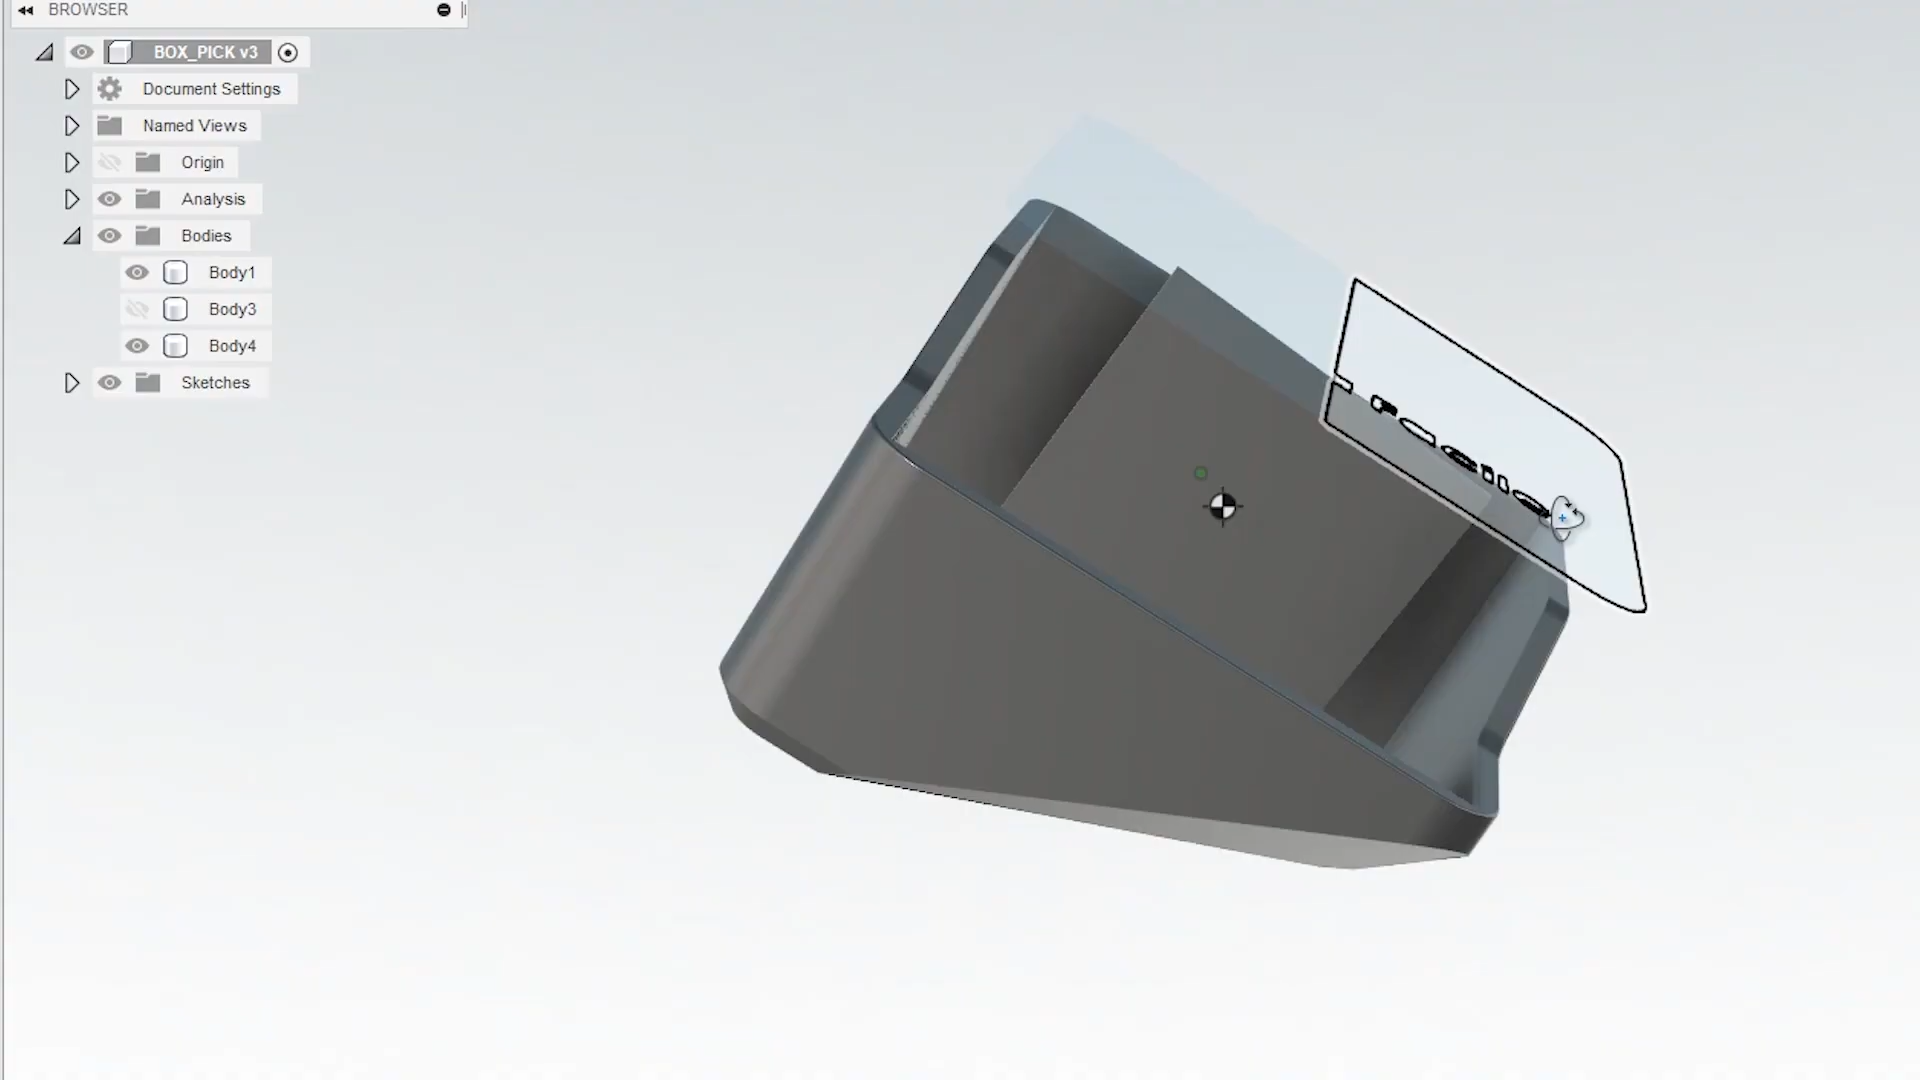 BROWSER
BOX_PICK v3
Document Settings
Named Views
Origin
Analysis
Bodies
Body1
Body3
Body4
Sketches